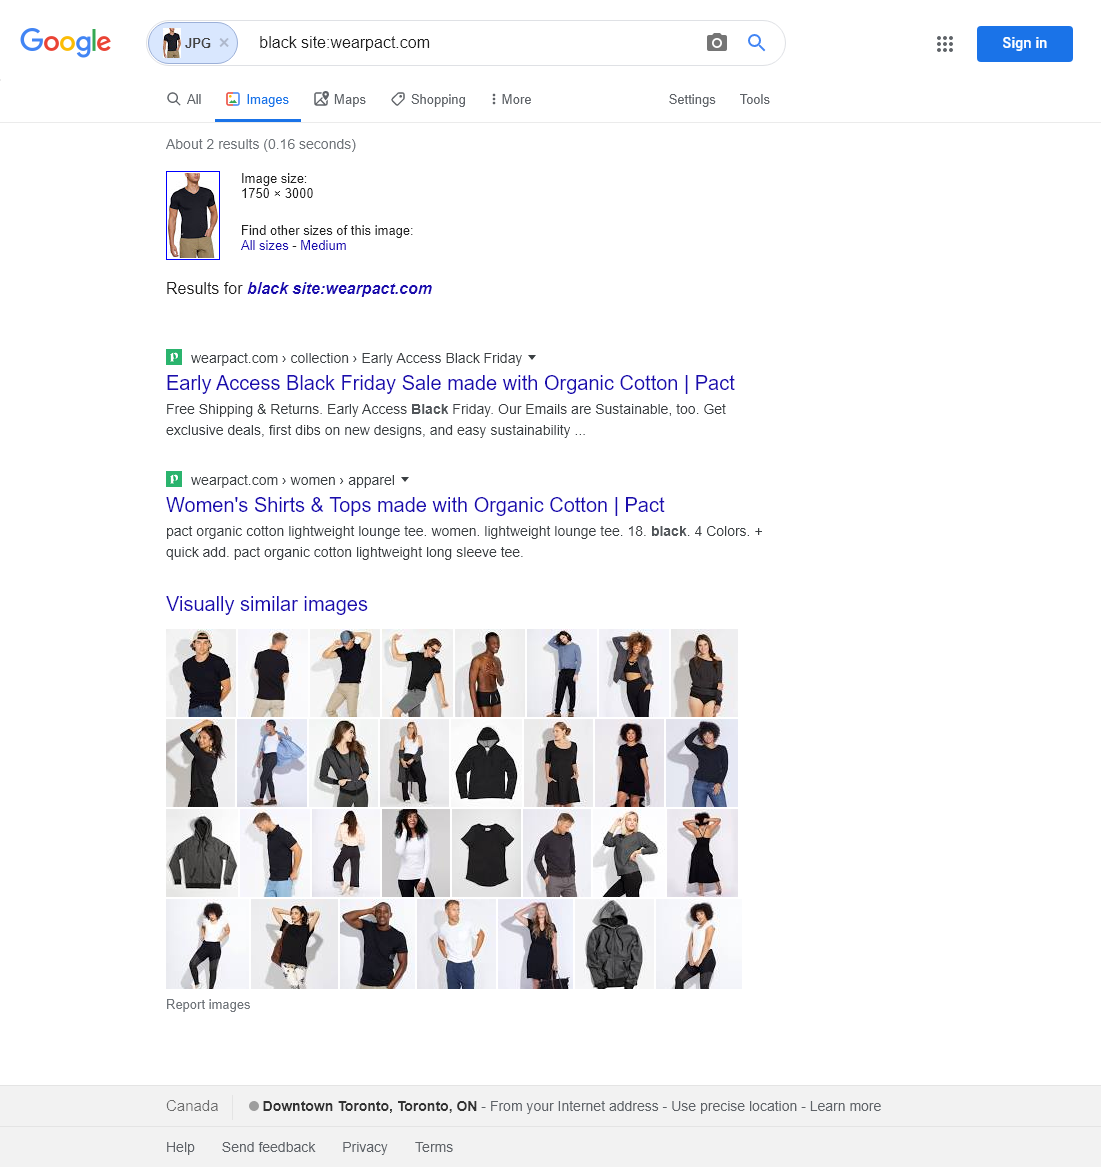 Google
JPG × black site:wearpact.com
Sign in
All Images Maps Shopping More Settings Tools
About 2 results (0.16 seconds)
Image size:
1750 × 3000
Find other sizes of this image:
All sizes - Medium
Results for black site:wearpact.com
wearpact.com › collection › Early Access Black Friday
Early Access Black Friday Sale made with Organic Cotton | Pact
Free Shipping & Returns. Early Access Black Friday. Our Emails are Sustainable, too. Get
exclusive deals, first dibs on new designs, and easy sustainability ...
wearpact.com › women › apparel
Women's Shirts & Tops made with Organic Cotton | Pact
pact organic cotton lightweight lounge tee. women. lightweight lounge tee. 18. black. 4 Colors. +
quick add. pact organic cotton lightweight long sleeve tee.
Visually similar images
Report images
Canada Downtown Toronto, Toronto, ON - From your Internet address - Use precise location - Learn more
Help Send feedback Privacy Terms